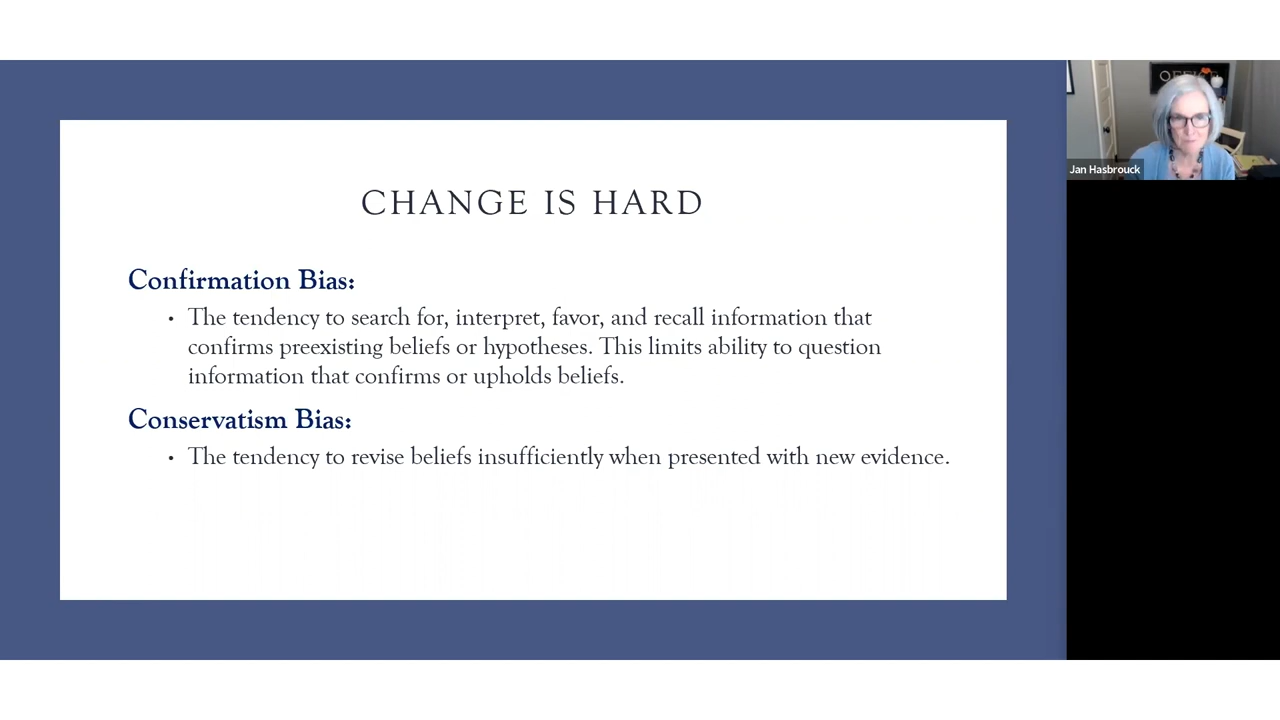 CHANGE IS HARD
Confirmation Bias:
• The tendency to search for, interpret, favor, and recall information that
confirms preexisting beliefs or hypotheses. This limits ability to question
information that confirms or upholds beliefs.
Conservatism Bias:
• The tendency to revise beliefs insufficiently when presented with new evidence.
OFFICE
Jan Hasbrouck